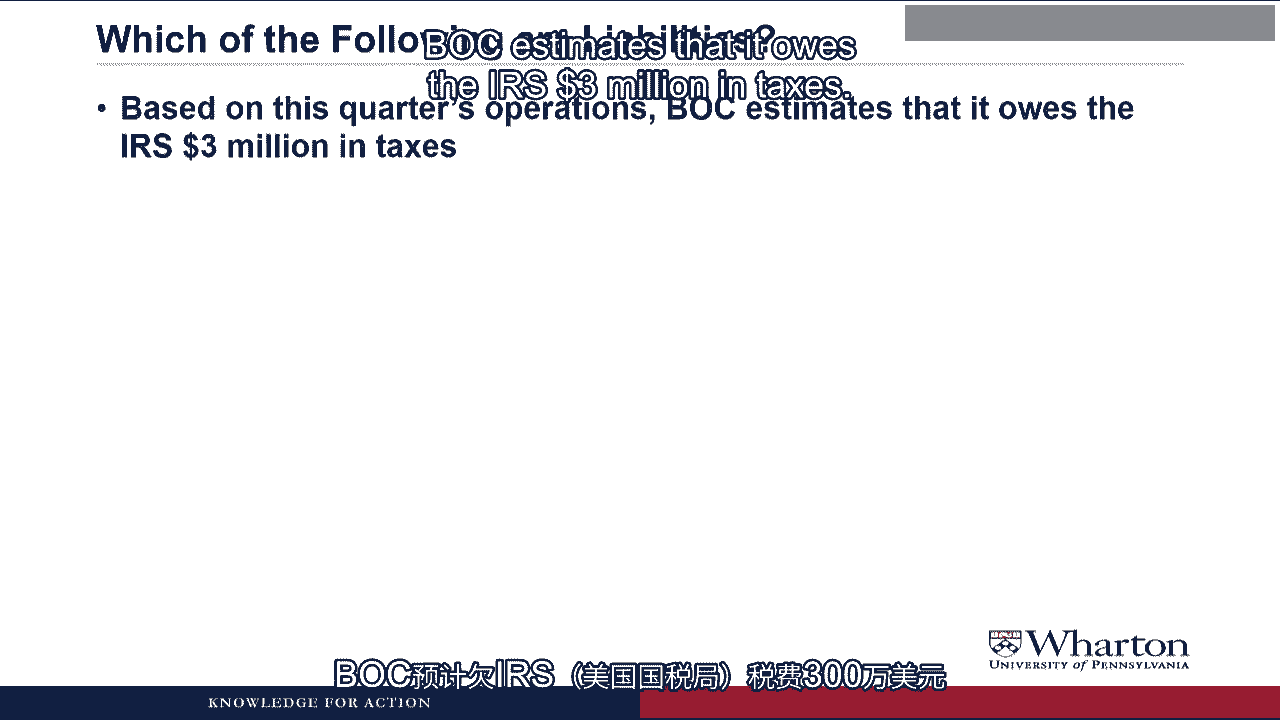 Which of the Following are Liabilities?
BOC estimates that it owes
the IRS $3 million in taxes.
• Based on this quarter's operations, BOC estimates that it owes the
IRS $3 million in taxes
Wharton
UNIVERSITY of PENNSYLVANIA
BOC预计欠IRS（美国国税局）税费300万美元
KNOWLEDGE FOR ACTION